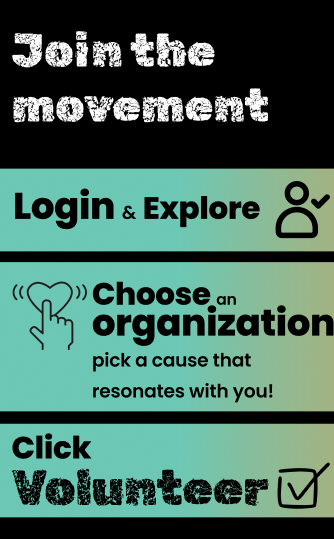 Join the
movement
Login & Explore
Choose an
organization
pick a cause that
resonates with you!
Click
Volunteer